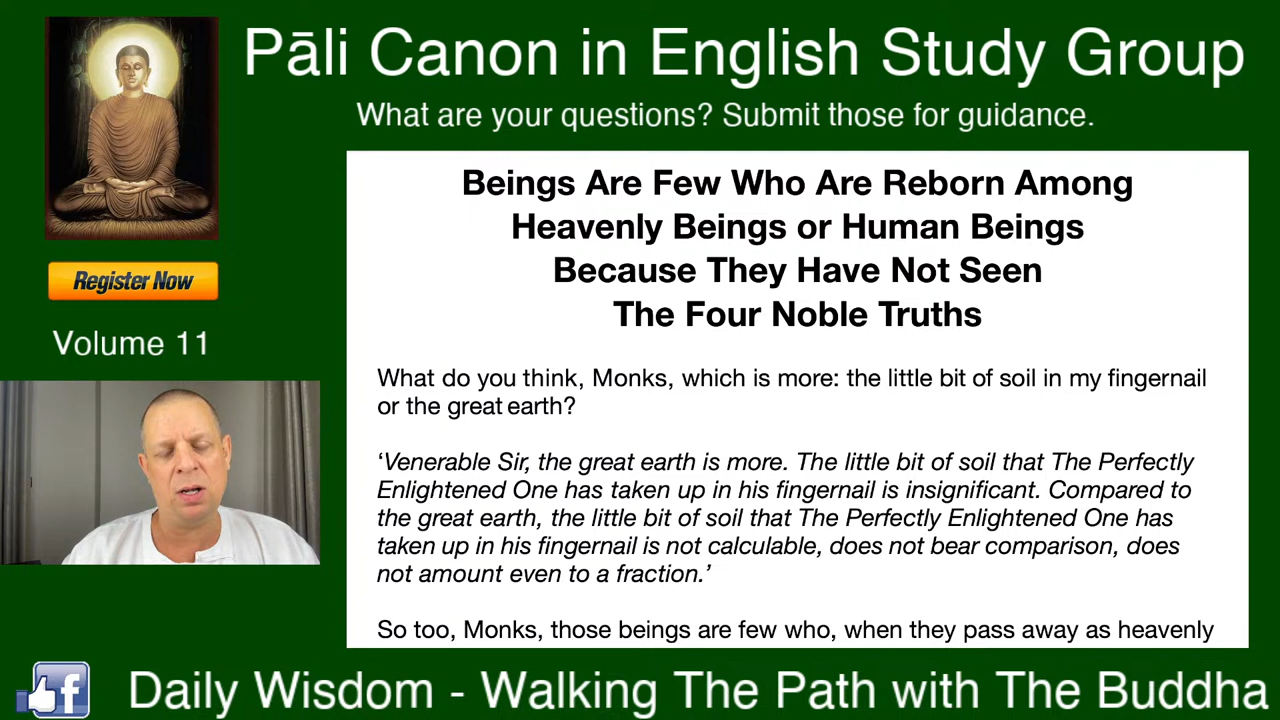 Pāli Canon in English Study Group
What are your questions? Submit those for guidance.
Register Now
Volume 11
Beings Are Few Who Are Reborn Among
Heavenly Beings or Human Beings
Because They Have Not Seen
The Four Noble Truths
What do you think, Monks, which is more: the little bit of soil in my fingernail
or the great earth?
‘Venerable Sir, the great earth is more. The little bit of soil that The Perfectly
Enlightened One has taken up in his fingernail is insignificant. Compared to
the great earth, the little bit of soil that The Perfectly Enlightened One has
taken up in his fingernail is not calculable, does not bear comparison, does
not amount even to a fraction.’
So too, Monks, those beings are few who, when they pass away as heavenly
f
Daily Wisdom - Walking The Path with The Buddha